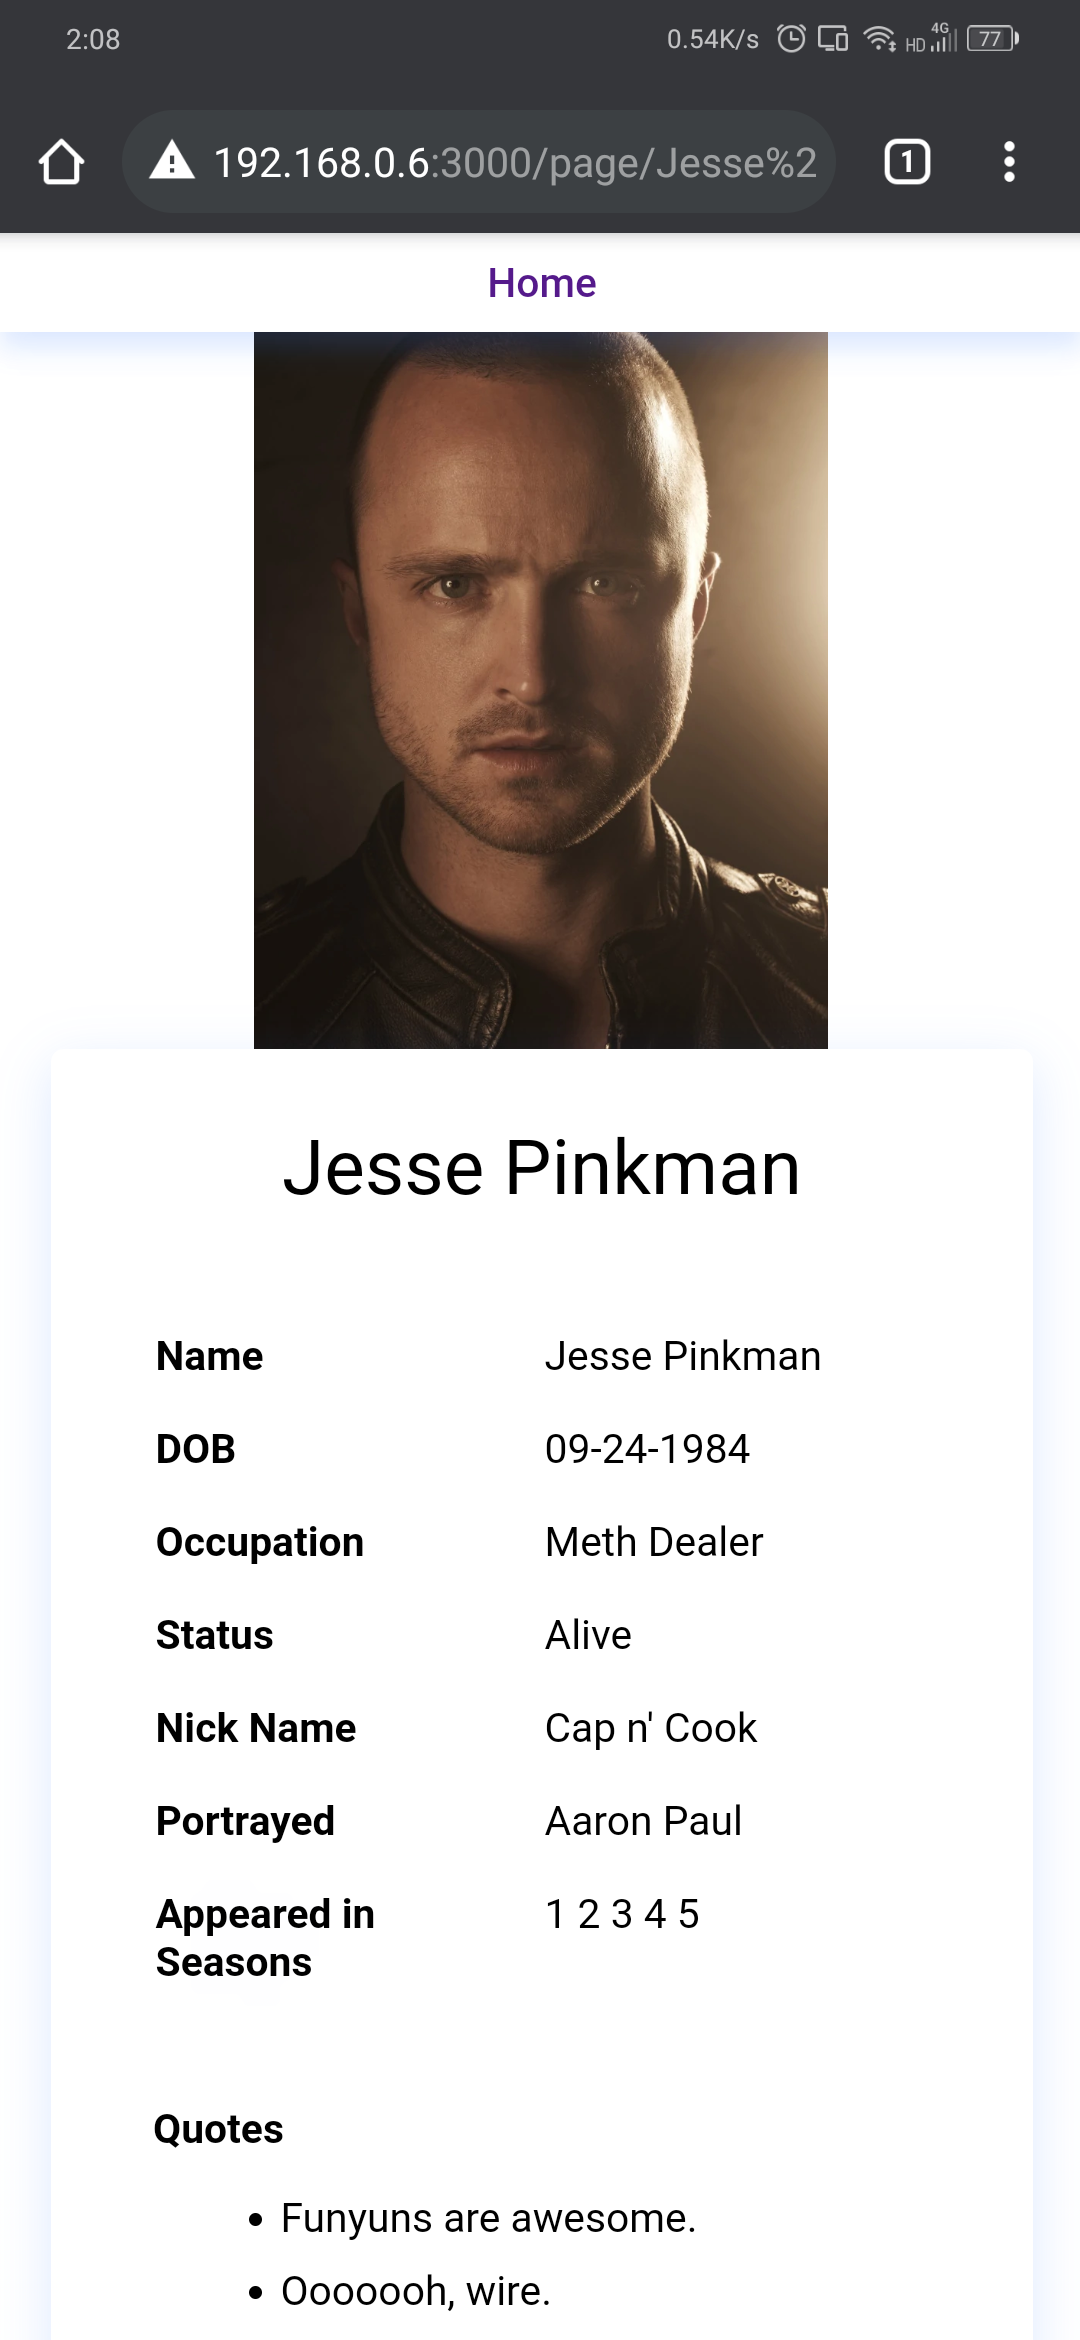 2:08
0.54K/s HD 4G 77
192.168.0.6:3000/page/Jesse%2
1
Home
Jesse Pinkman
Name Jesse Pinkman
DOB 09-24-1984
Occupation Meth Dealer
Status Alive
Nick Name Cap n' Cook
Portrayed Aaron Paul
Appeared in 1 2 3 4 5
Seasons
Quotes
• Funyuns are awesome.
• Ooooooh, wire.